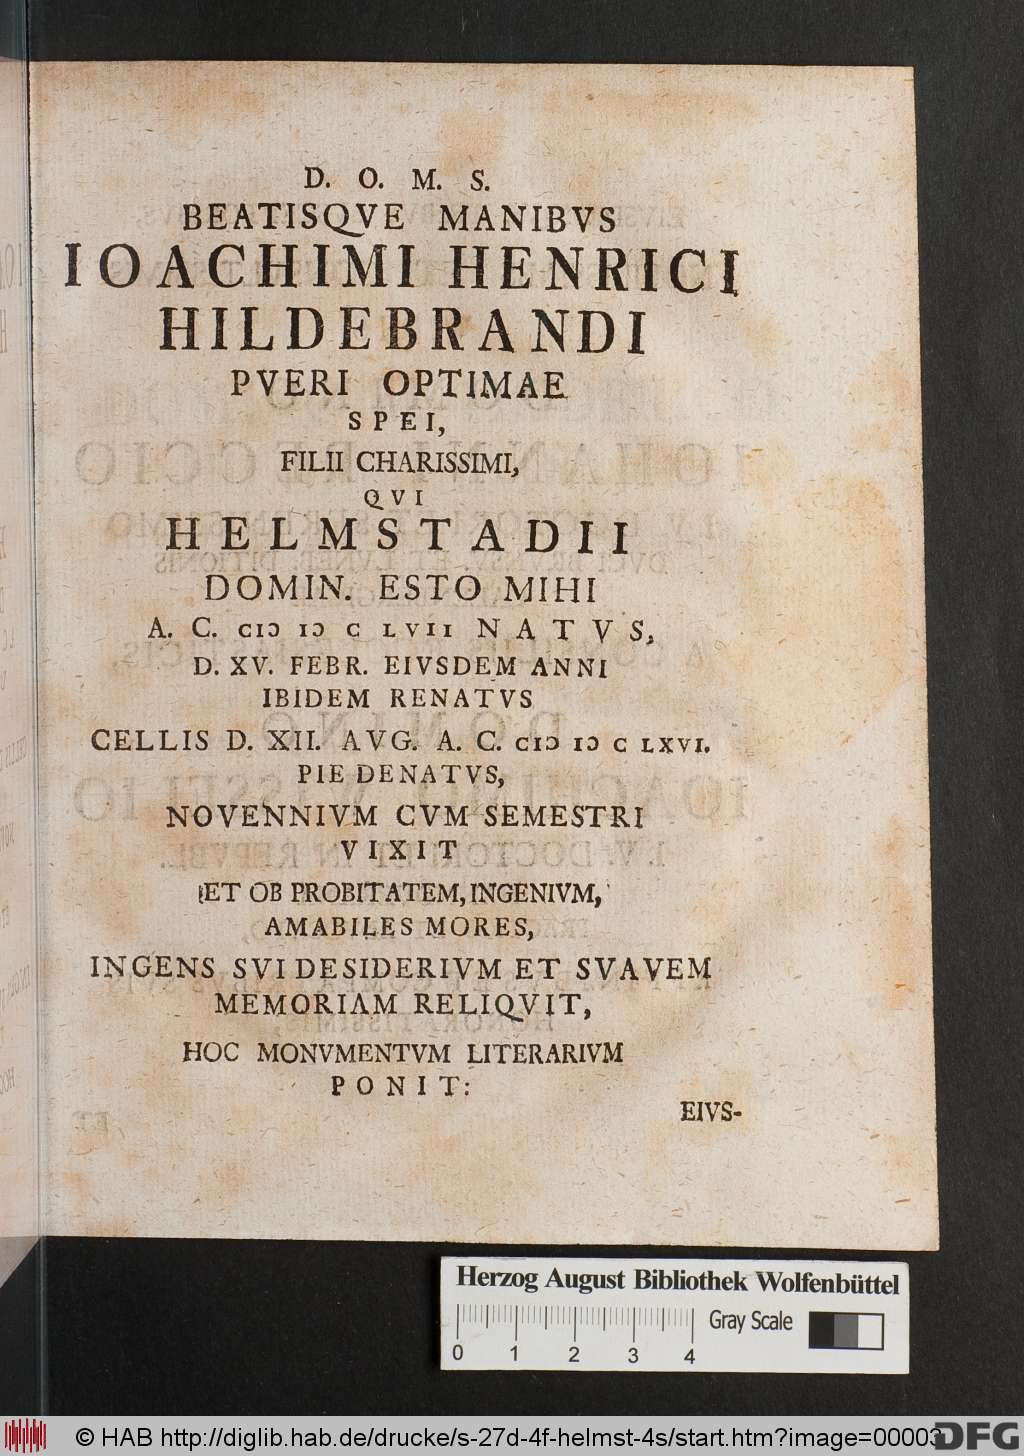 D. O. M. S.
BEATISQVE MANIBVS
IOACHIMI HENRICI
HILDEBRANDI
PVERI OPTIMAE
SPEI,
FILII CHARISSIMI,
QVI
HELMSTADII
DOMIN. ESTO MIHI
A. C. CIↃ IↃ C LVII NATVS,
D. XV. FEBR. EIVSDEM ANNI
IBIDEM RENATVS
CELLIS D. XII. AVG. A. C. CIↃ IↃ C LXVI.
PIE DENATVS,
NOVENNIVM CVM SEMESTRI
VIXIT
ET OB PROBITATEM, INGENIVM,
AMABILES MORES,
INGENS SVI DESIDERIVM ET SVAVEM
MEMORIAM RELIQVIT,
HOC MONVMENTVM LITERARIVM
PONIT:
EIVS-
Herzog August Bibliothek Wolfenbüttel
Gray Scale
0 1 2 3 4
© HAB http://diglib.hab.de/drucke/s-27d-4f-helmst-4s/start.htm?image=00003
DFG